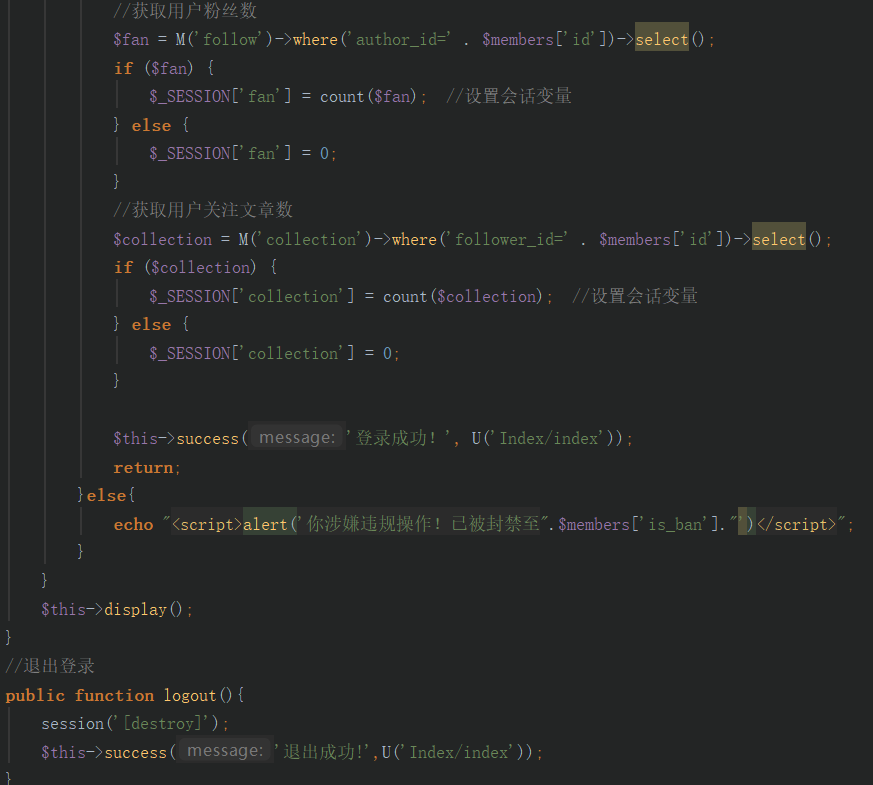 //获取用户粉丝数
$fan = M('follow')->where('author_id=' . $members['id'])->select();
if ($fan) {
$_SESSION['fan'] = count($fan); //设置会话变量
} else {
$_SESSION['fan'] = 0;
}
//获取用户关注文章数
$collection = M('collection')->where('follower_id=' . $members['id'])->select();
if ($collection) {
$_SESSION['collection'] = count($collection); //设置会话变量
} else {
$_SESSION['collection'] = 0;
}
$this->success( message: '登录成功！', U('Index/index'));
return;
}else{
echo "<script>alert('你涉嫌违规操作！已被封禁至".$members['is_ban']."')</script>";
}
}
$this->display();
}
//退出登录
public function logout(){
session('[destroy]');
$this->success( message: '退出成功!',U('Index/index'));
}